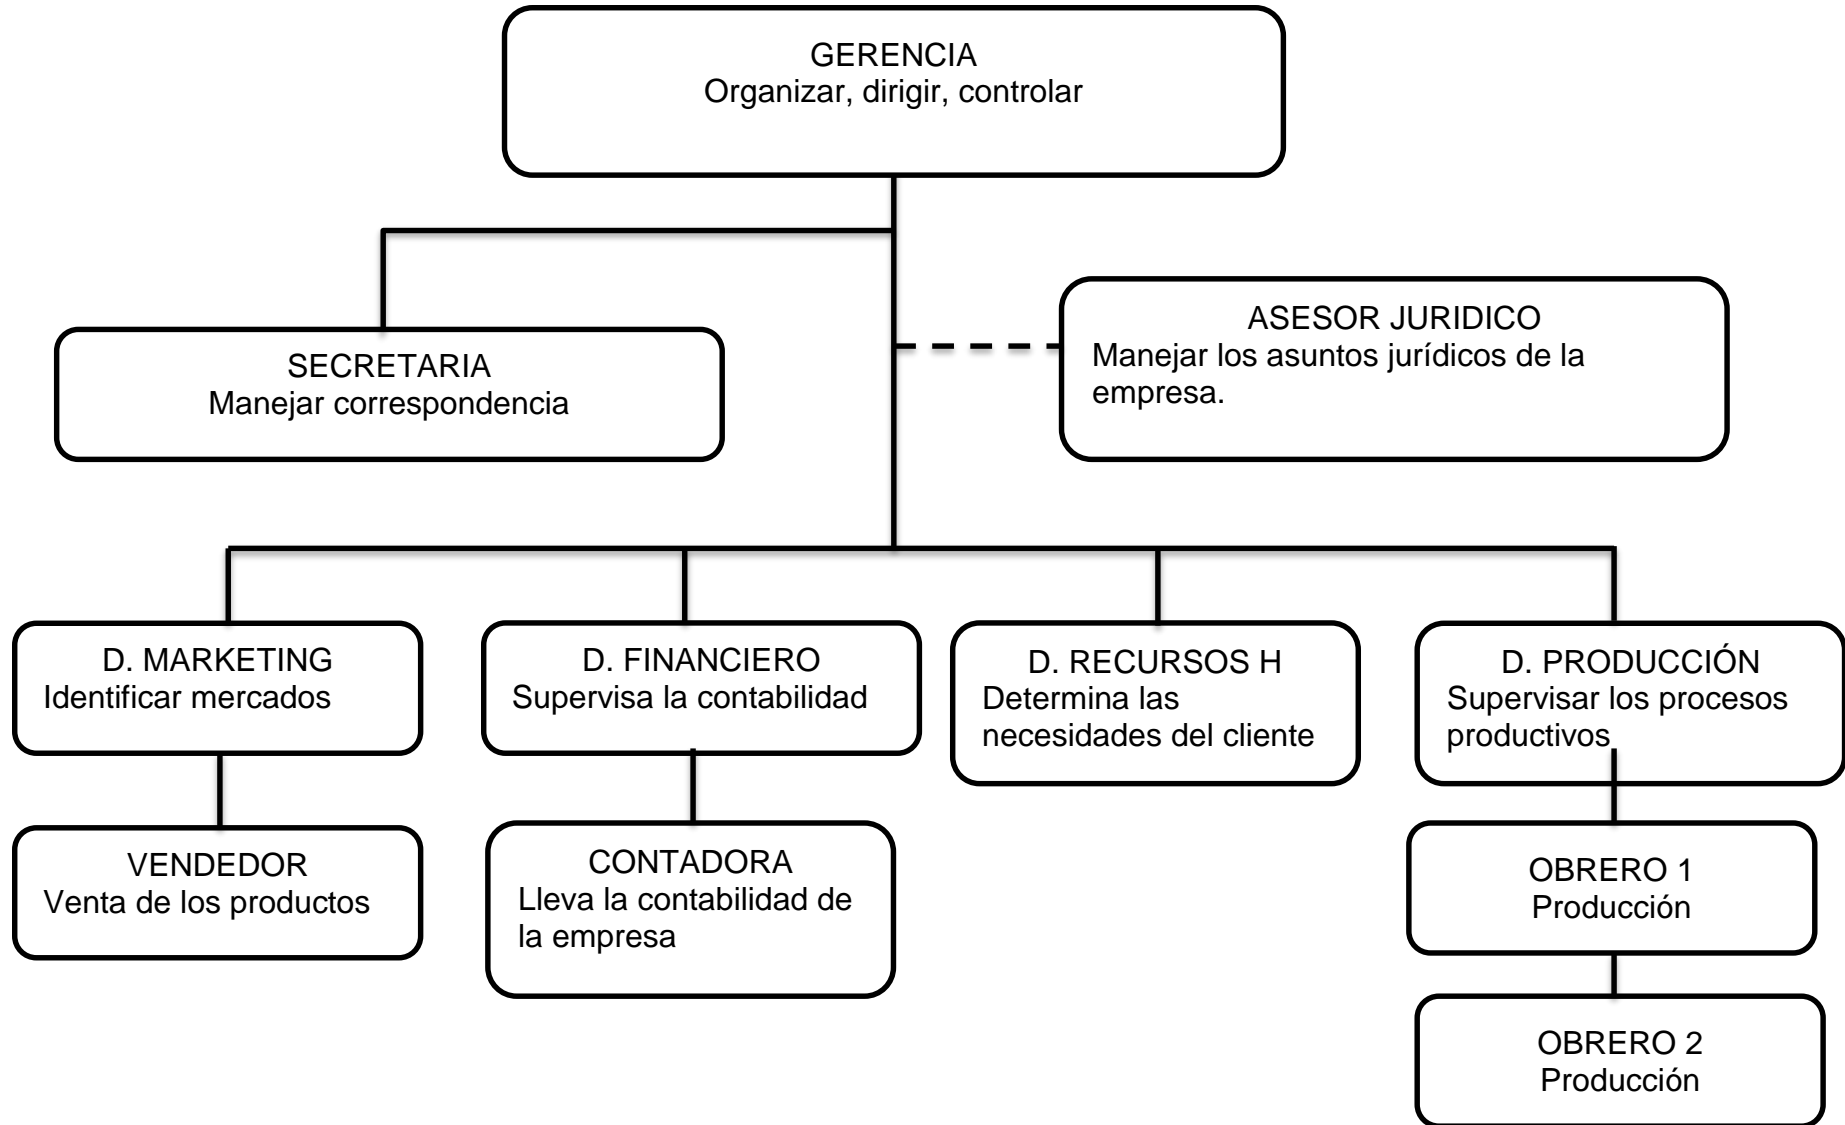 GERENCIA
Organizar, dirigir, controlar
SECRETARIA
Manejar correspondencia
ASESOR JURIDICO
Manejar los asuntos jurídicos de la
empresa.
D. MARKETING
Identificar mercados
D. FINANCIERO
Supervisa la contabilidad
D. RECURSOS H
Determina las
necesidades del cliente
D. PRODUCCIÓN
Supervisar los procesos
productivos
VENDEDOR
Venta de los productos
CONTADORA
Lleva la contabilidad de
la empresa
OBRERO 1
Producción
OBRERO 2
Producción